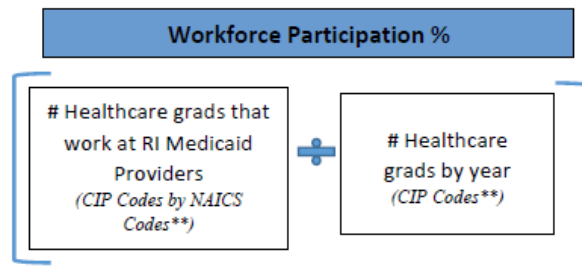 Workforce Participation %
# Healthcare grads that
work at RI Medicaid
Providers
(CIP Codes by NAICS
Codes**)
÷
# Healthcare
grads by year
(CIP Codes**)